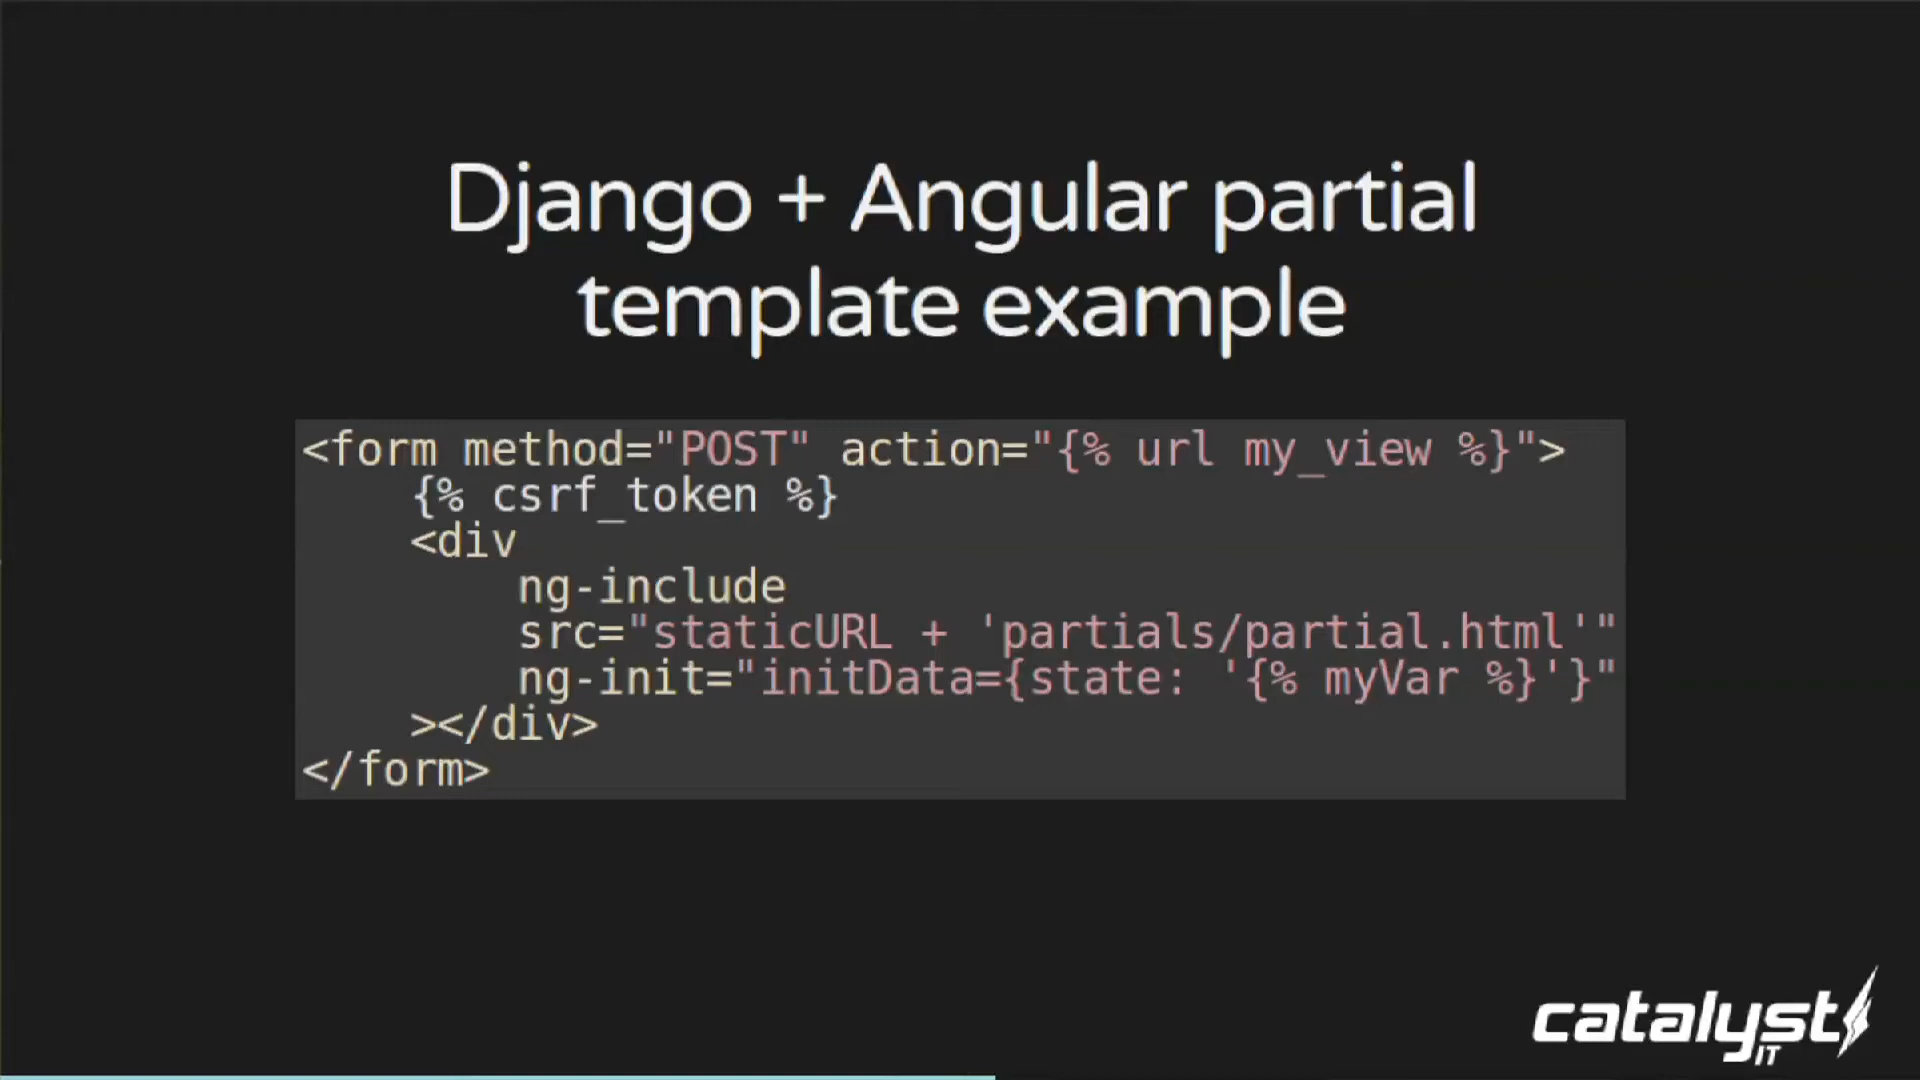 Django + Angular partial
template example
<form method="POST" action="{% url my_view %}">
    {% csrf_token %}
    <div
        ng-include
        src="staticURL + 'partials/partial.html'"
        ng-init="initData={state: '{% myVar %}'}"
    ></div>
</form>
catalyst
IT